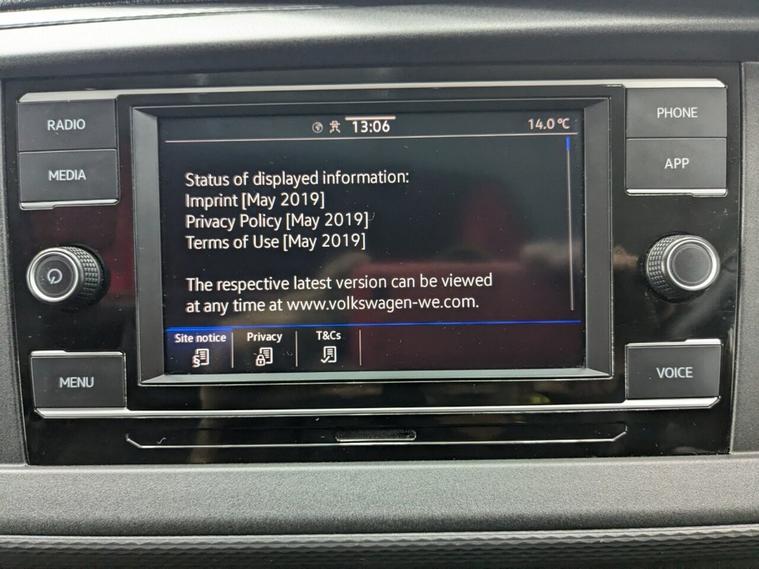 RADIO
MEDIA
MENU
13:06
14.0 °C
Status of displayed information:
Imprint [May 2019]
Privacy Policy [May 2019]
Terms of Use [May 2019]
The respective latest version can be viewed
at any time at www.volkswagen-we.com.
Site notice
Privacy
T&Cs
PHONE
APP
VOICE